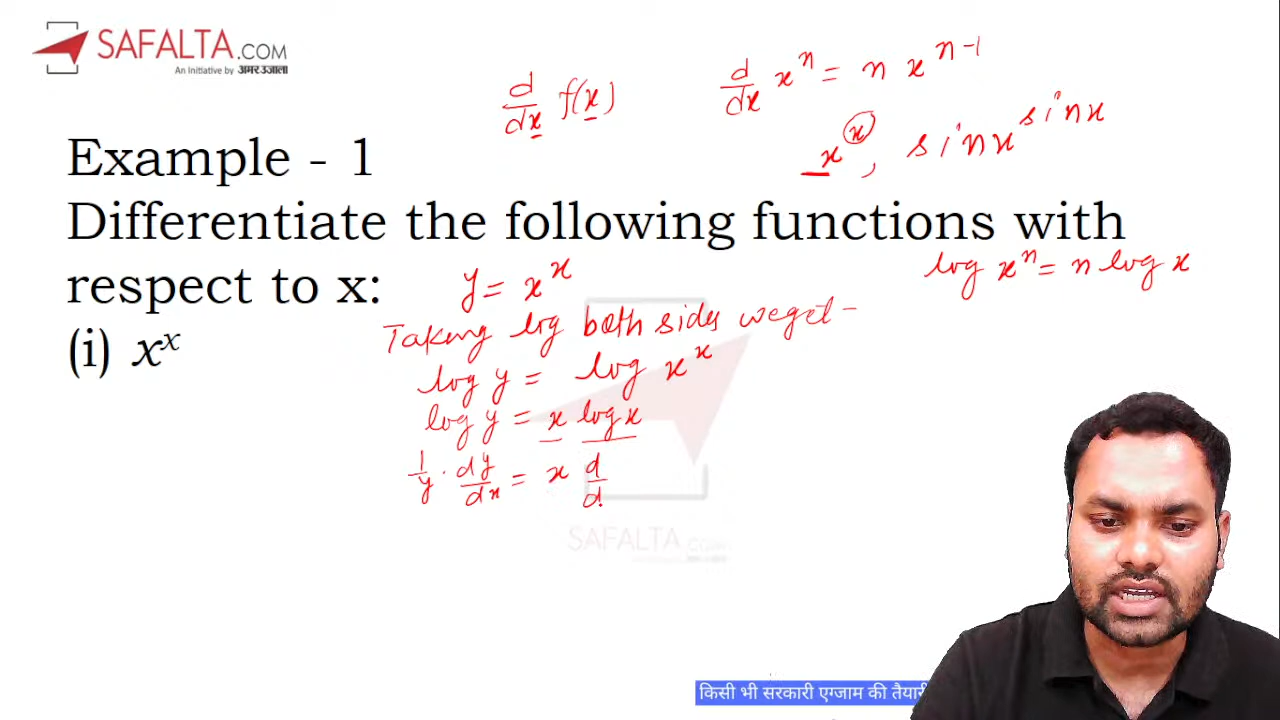 SAFALTA.COM
An Initiative by अमर उजाला
d/dx f(x)
d/dx x^n = n x^(n-1)
x^x, sinx^sinx
Example - 1
Differentiate the following functions with
respect to x:
y = x^x
log x^n = n log x
Taking log both sides weget -
(i) x^x
log y = log x^x
log y = x log x
1/y · dy/dx = x d/d
SAFALTA.COM
किसी भी सरकारी एग्जाम की तैयारी